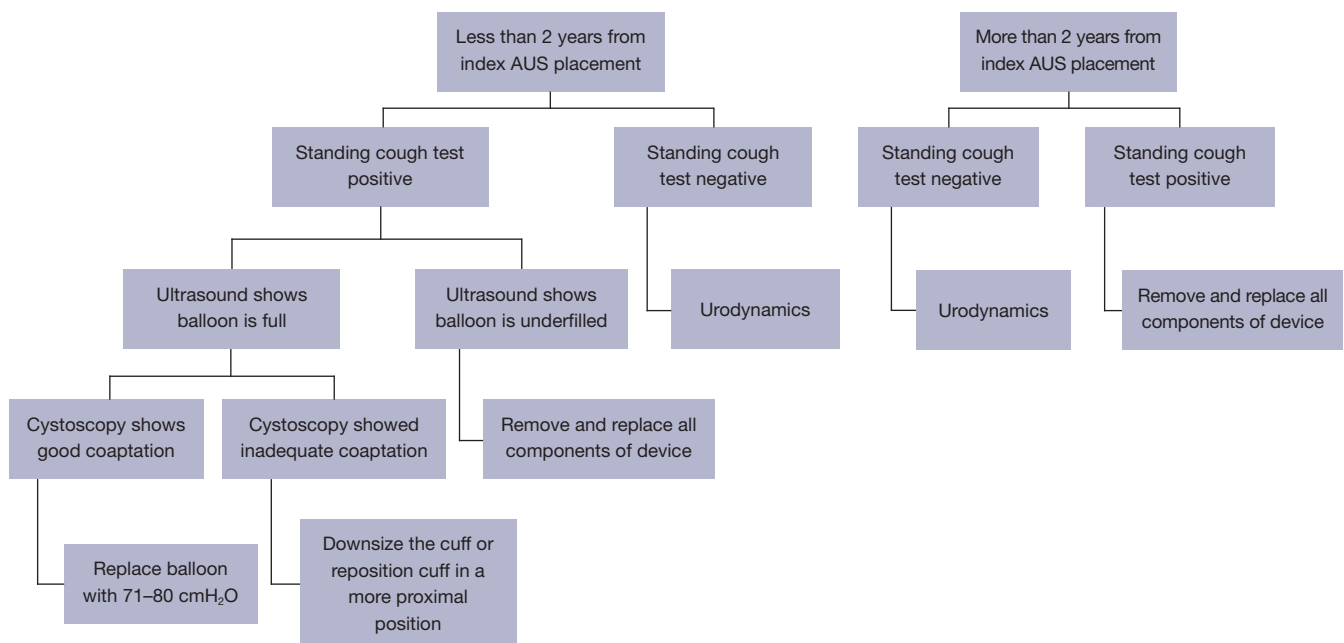 Less than 2 years from
index AUS placement
More than 2 years from
index AUS placement
Standing cough test
positive
Standing cough
test negative
Standing cough
test negative
Standing cough
test positive
Ultrasound shows
balloon is full
Ultrasound shows
balloon is underfilled
Urodynamics
Urodynamics
Remove and replace all
components of device
Cystoscopy shows
good coaptation
Cystoscopy showed
inadequate coaptation
Remove and replace all
components of device
Replace balloon
with 71–80 cmH₂O
Downsize the cuff or
reposition cuff in a
more proximal
position